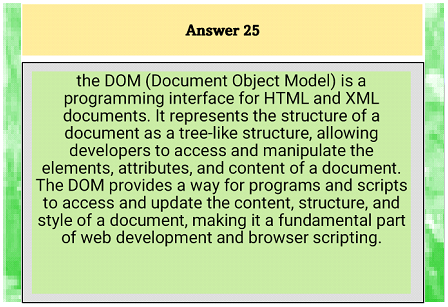 Answer 25
the DOM (Document Object Model) is a
programming interface for HTML and XML
documents. It represents the structure of a
document as a tree-like structure, allowing
developers to access and manipulate the
elements, attributes, and content of a document.
The DOM provides a way for programs and scripts
to access and update the content, structure, and
style of a document, making it a fundamental part
of web development and browser scripting.